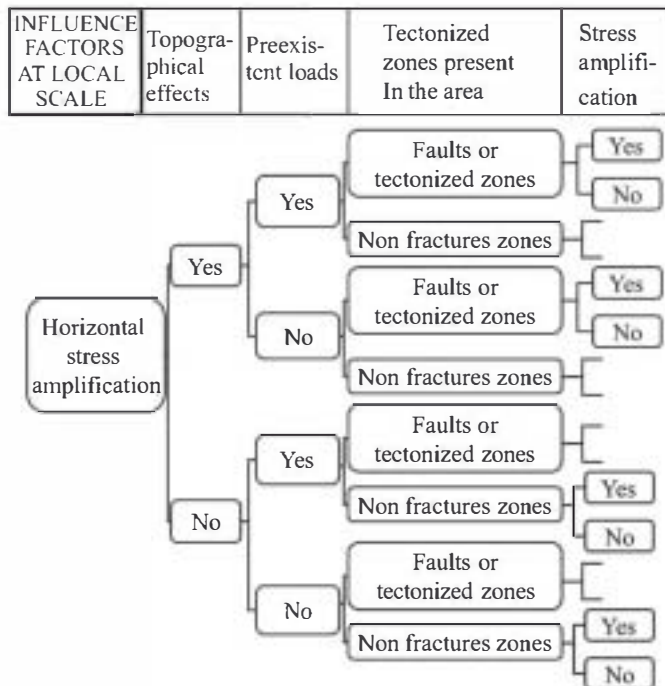 INFLUENCE
FACTORS
AT LOCAL
SCALE
Topogra-
phical
effects
Preexis-
tent loads
Tectonized
zones present
In the area
Stress
amplifi-
cation
Horizontal
stress
amplification
Yes
Yes
Faults or
tectonized zones
Yes
No
Non fractures zones
No
Faults or
tectonized zones
Yes
No
Non fractures zones
No
Yes
Faults or
tectonized zones
Non fractures zones
Yes
No
No
Faults or
tectonized zones
Non fractures zones
Yes
No